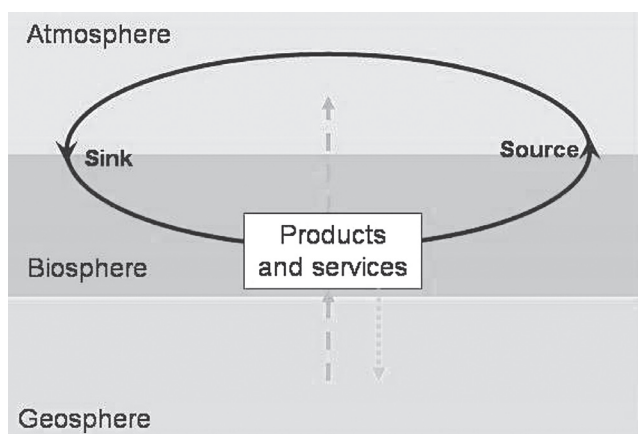 Atmosphere
Sink
Source
Products
and services
Biosphere
Geosphere